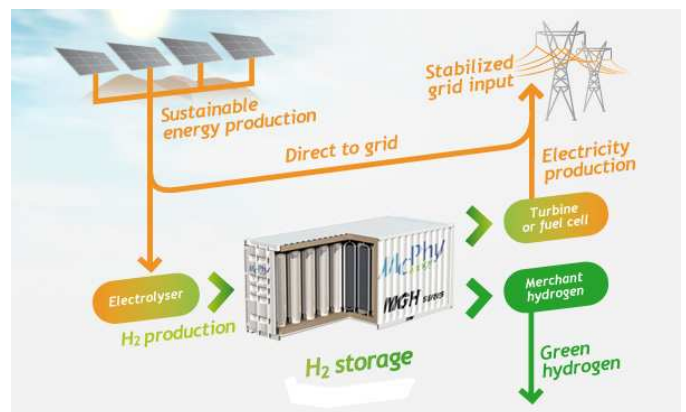 Sustainable
energy production
Stabilized
grid input
Direct to grid
Electricity
production
Turbine
or fuel cell
Electrolyser
McPhy
MGH
Merchant
hydrogen
H₂ production
H₂ storage
Green
hydrogen